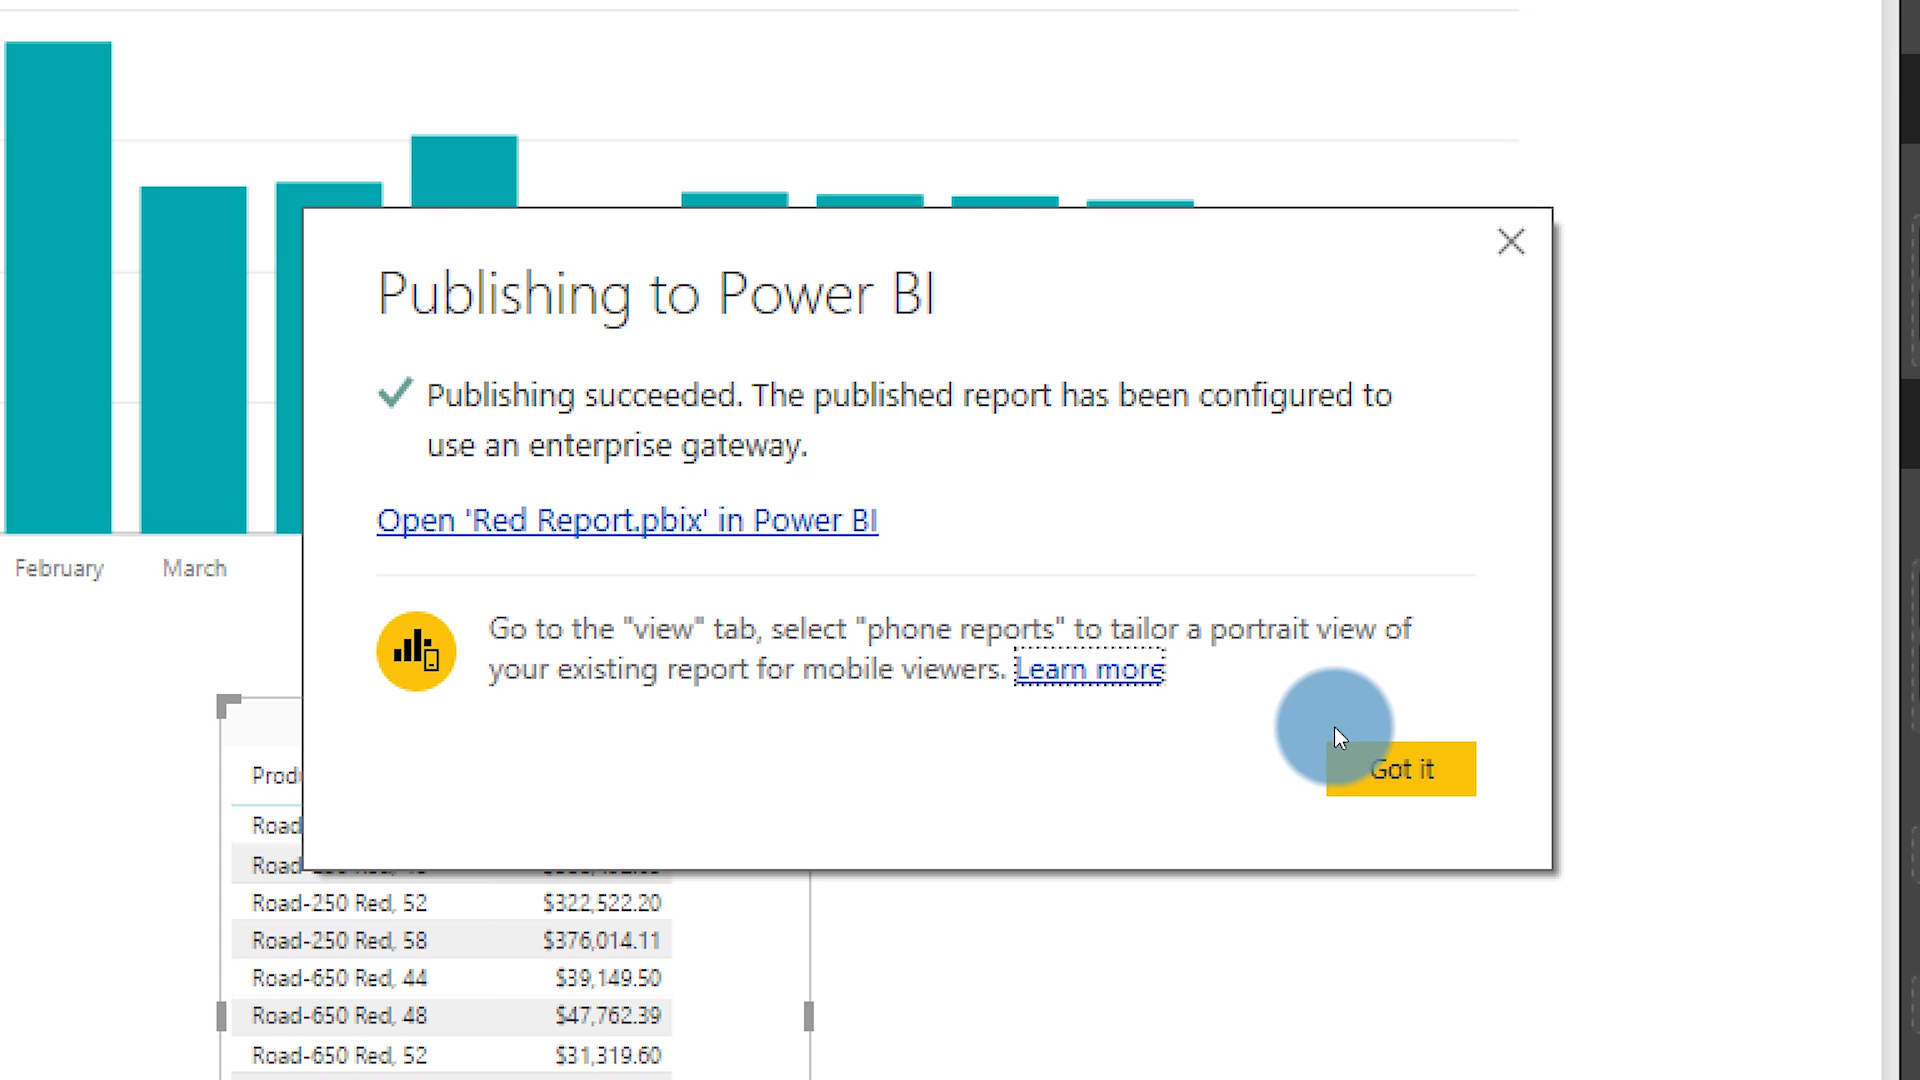 Publishing to Power BI
Publishing succeeded. The published report has been configured to
use an enterprise gateway.
Open 'Red Report.pbix' in Power BI
February
March
Go to the "view" tab, select "phone reports" to tailor a portrait view of
your existing report for mobile viewers. Learn more
Got it
Road
Road
Road-250 Red, 52 $322,522.20
Road-250 Red, 58 $376,014.11
Road-650 Red, 44 $39,149.50
Road-650 Red, 48 $47,762.39
Road-650 Red, 52 $31,319.60